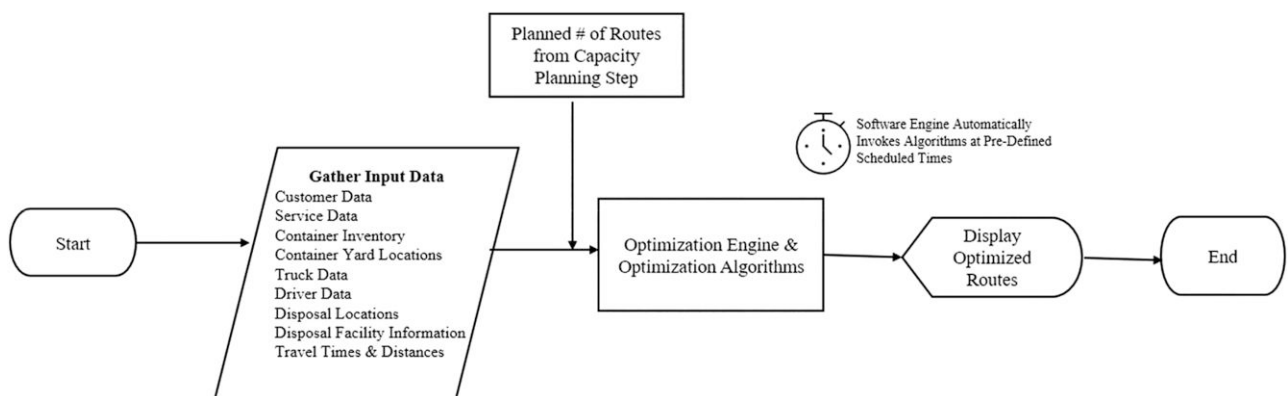 Planned # of Routes
from Capacity
Planning Step
Software Engine Automatically
Invokes Algorithms at Pre-Defined
Scheduled Times
Gather Input Data
Customer Data
Service Data
Container Inventory
Container Yard Locations
Truck Data
Driver Data
Disposal Locations
Disposal Facility Information
Travel Times & Distances
Start
Optimization Engine &
Optimization Algorithms
Display
Optimized
Routes
End